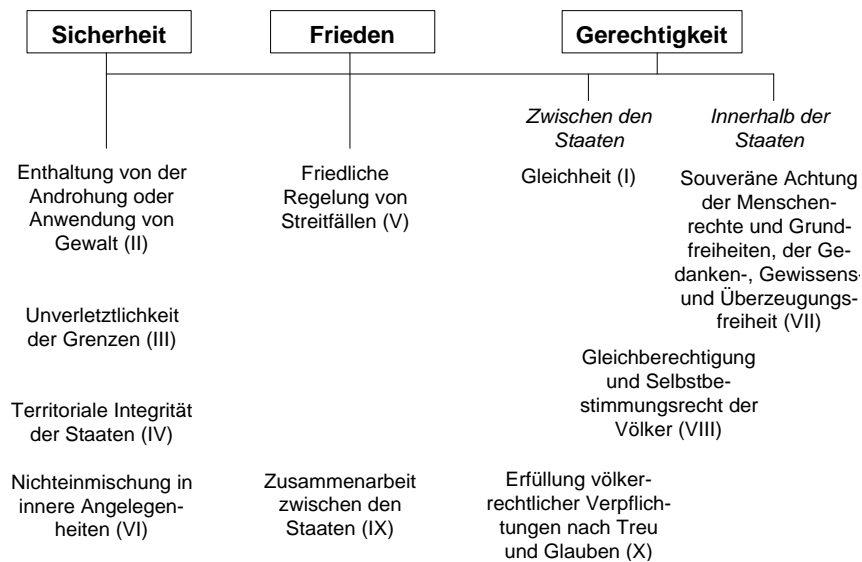 Sicherheit
Frieden
Gerechtigkeit
Zwischen den
Staaten
Innerhalb der
Staaten
Enthaltung von der
Androhung oder
Anwendung von
Gewalt (II)
Friedliche
Regelung von
Streitfällen (V)
Gleichheit (I)
Souveräne Achtung
der Menschen-
rechte und Grund-
freiheiten, der Ge-
danken-, Gewissens-
und Überzeugungs-
freiheit (VII)
Unverletztlichkeit
der Grenzen (III)
Gleichberechtigung
und Selbstbe-
stimmungsrecht der
Völker (VIII)
Territoriale Integrität
der Staaten (IV)
Nichteinmischung in
innere Angelegen-
heiten (VI)
Zusammenarbeit
zwischen den
Staaten (IX)
Erfüllung völker-
rechtlicher Verpflich-
tungen nach Treu
und Glauben (X)